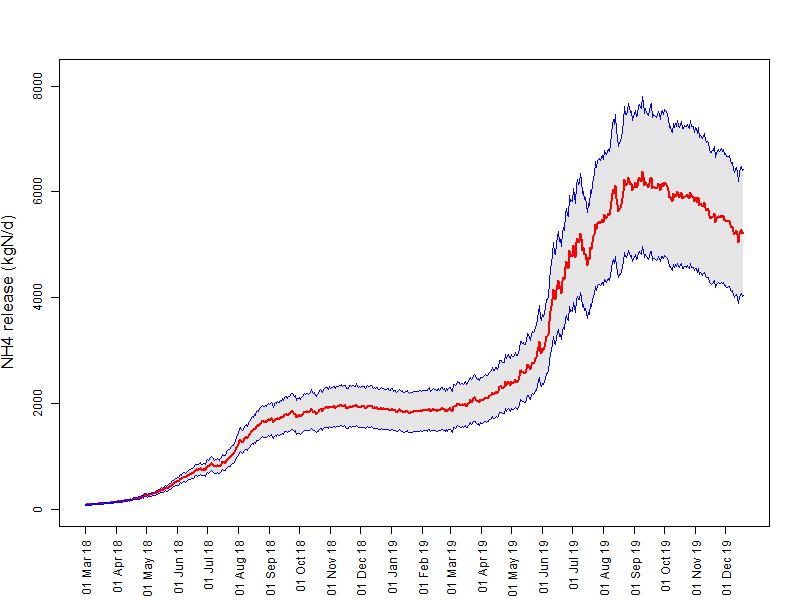 NH4 release (kgN/d)
8000
6000
4000
2000
0
01 Mar 18
01 Apr 18
01 May 18
01 Jun 18
01 Jul 18
01 Aug 18
01 Sep 18
01 Oct 18
01 Nov 18
01 Dec 18
01 Jan 19
01 Feb 19
01 Mar 19
01 Apr 19
01 May 19
01 Jun 19
01 Jul 19
01 Aug 19
01 Sep 19
01 Oct 19
01 Nov 19
01 Dec 19